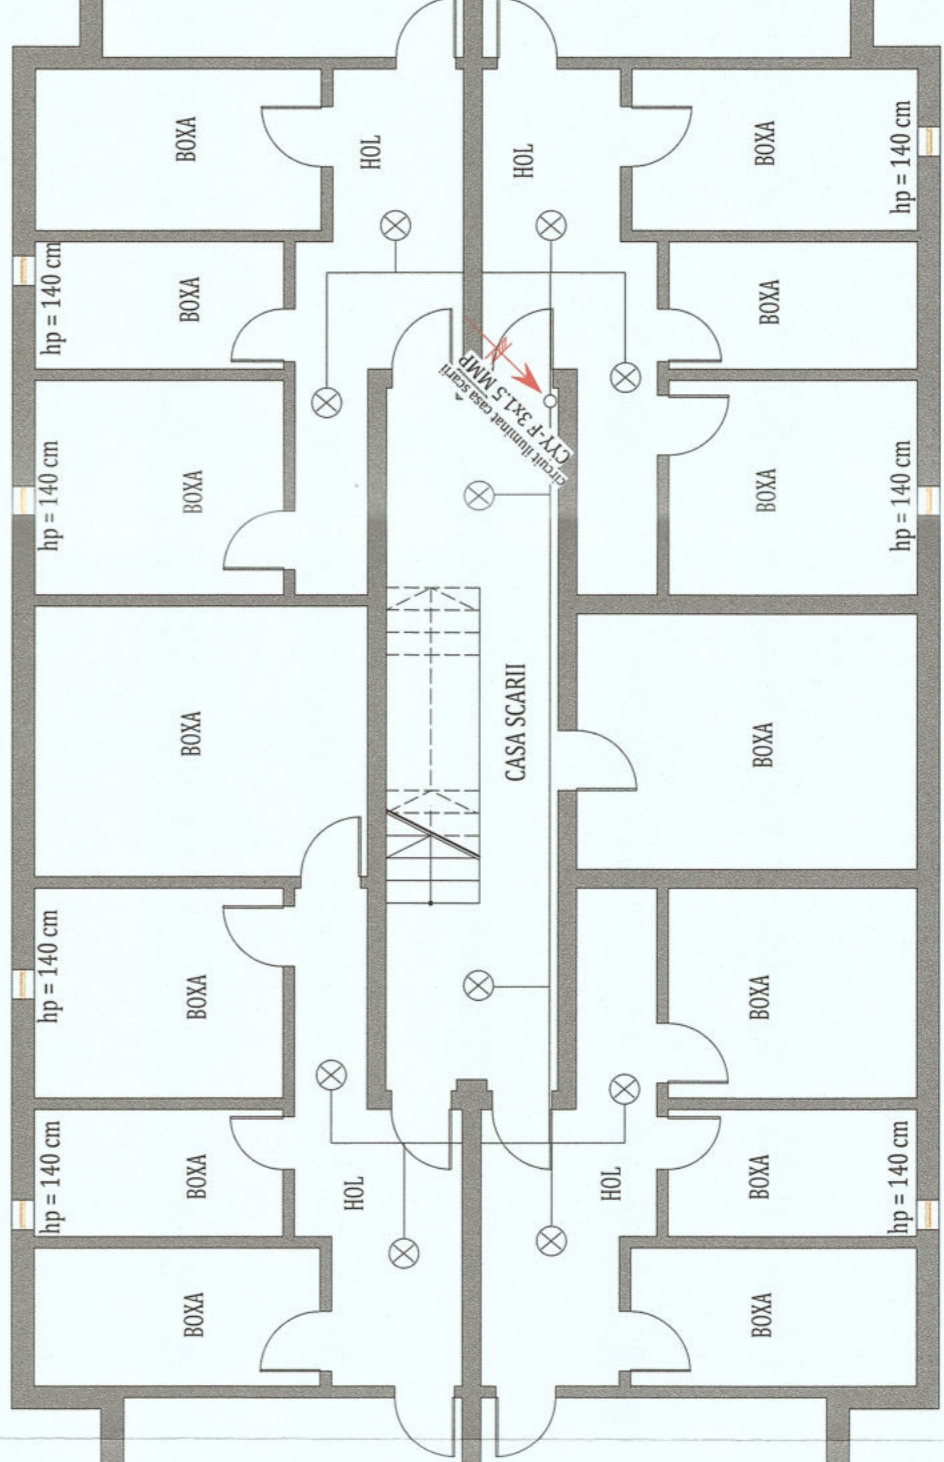 BOXA
HOL
HOL
BOXA
hp = 140 cm
hp = 140 cm
BOXA
BOXA
circuit iluminat casa scarii
CYY-F 3x1.5 MMP
hp = 140 cm
BOXA
BOXA
hp = 140 cm
BOXA
CASA SCARII
BOXA
hp = 140 cm
BOXA
BOXA
hp = 140 cm
BOXA
HOL
HOL
BOXA
hp = 140 cm
BOXA
BOXA